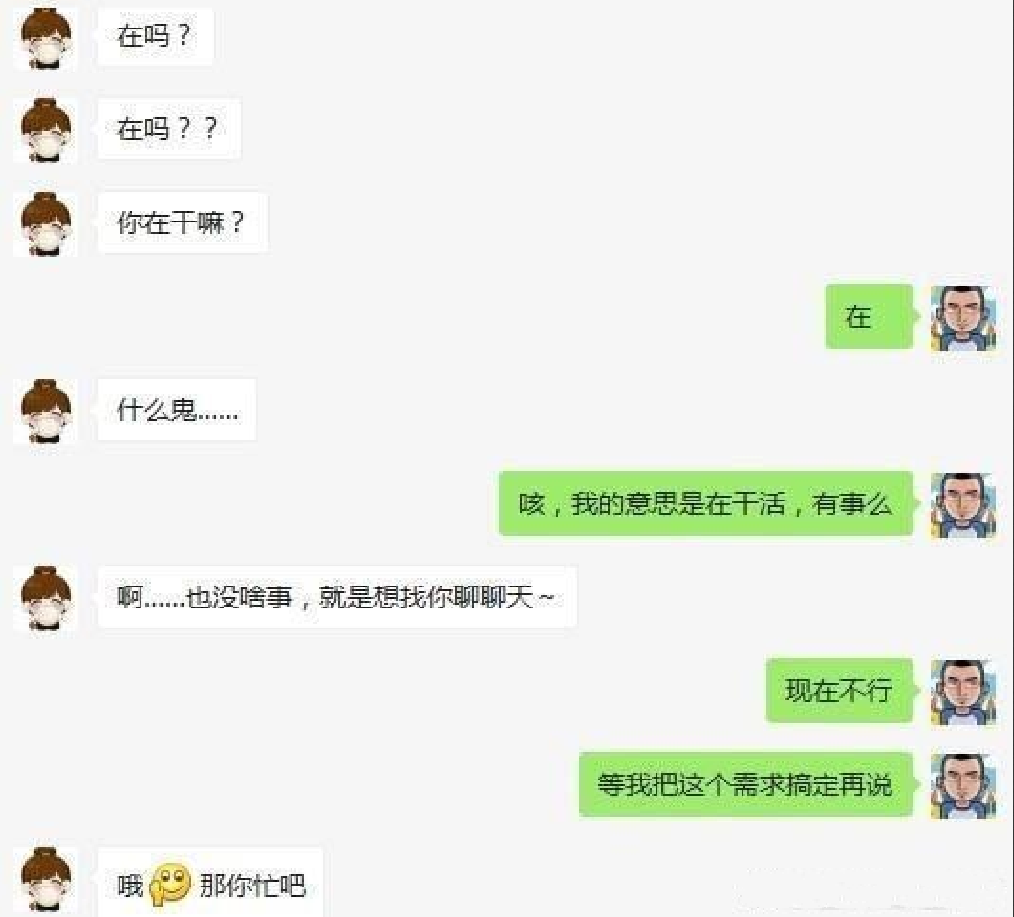 在吗？
在吗？？
你在干嘛？
在
什么鬼......
咳，我的意思是在干活，有事么
啊......也没啥事，就是想找你聊聊天～
现在不行
等我把这个需求搞定再说
哦 那你忙吧